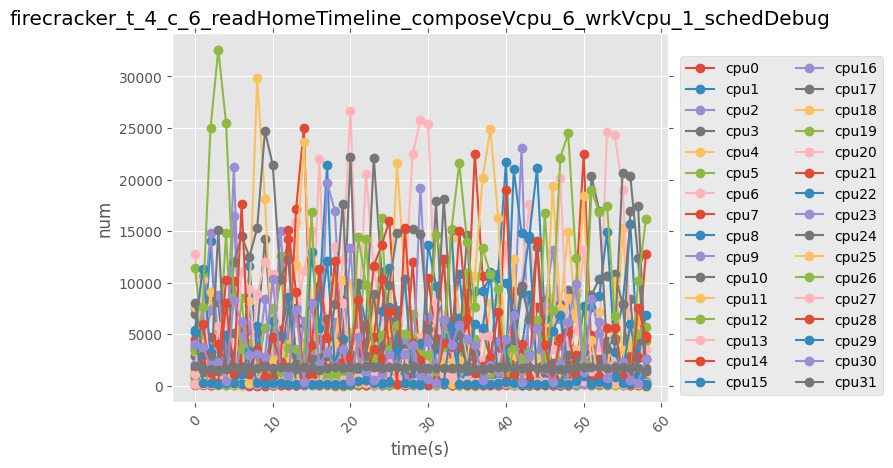 firecracker_t_4_c_6_readHomeTimeline_composeVcpu_6_wrkVcpu_1_schedDebug
num
30000
25000
20000
15000
10000
5000
0
0
10
20
30
40
50
60
time(s)
cpu0
cpu1
cpu2
cpu3
cpu4
cpu5
cpu6
cpu7
cpu8
cpu9
cpu10
cpu11
cpu12
cpu13
cpu14
cpu15
cpu16
cpu17
cpu18
cpu19
cpu20
cpu21
cpu22
cpu23
cpu24
cpu25
cpu26
cpu27
cpu28
cpu29
cpu30
cpu31